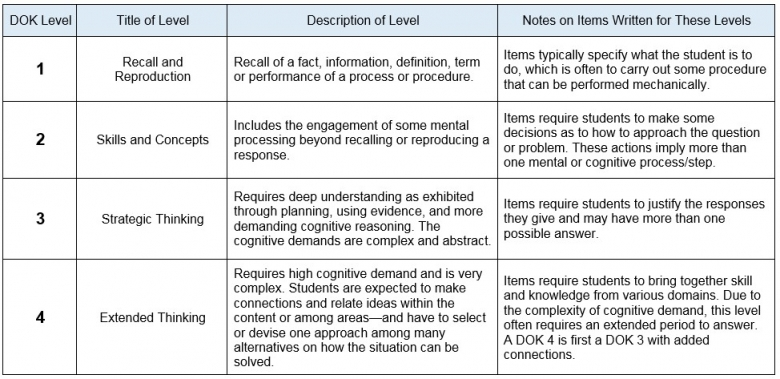 DOK Level
Title of Level
Description of Level
Notes on Items Written for These Levels
1
Recall and
Reproduction
Recall of a fact, information, definition, term
or performance of a process or procedure.
Items typically specify what the student is to
do, which is often to carry out some procedure
that can be performed mechanically.
2
Skills and Concepts
Includes the engagement of some mental
processing beyond recalling or reproducing a
response.
Items require students to make some
decisions as to how to approach the question
or problem. These actions imply more than
one mental or cognitive process/step.
3
Strategic Thinking
Requires deep understanding as exhibited
through planning, using evidence, and more
demanding cognitive reasoning. The
cognitive demands are complex and abstract.
Items require students to justify the responses
they give and may have more than one
possible answer.
4
Extended Thinking
Requires high cognitive demand and is very
complex. Students are expected to make
connections and relate ideas within the
content or among areas—and have to select
or devise one approach among many
alternatives on how the situation can be
solved.
Items require students to bring together skill
and knowledge from various domains. Due to
the complexity of cognitive demand, this level
often requires an extended period to answer.
A DOK 4 is first a DOK 3 with added
connections.